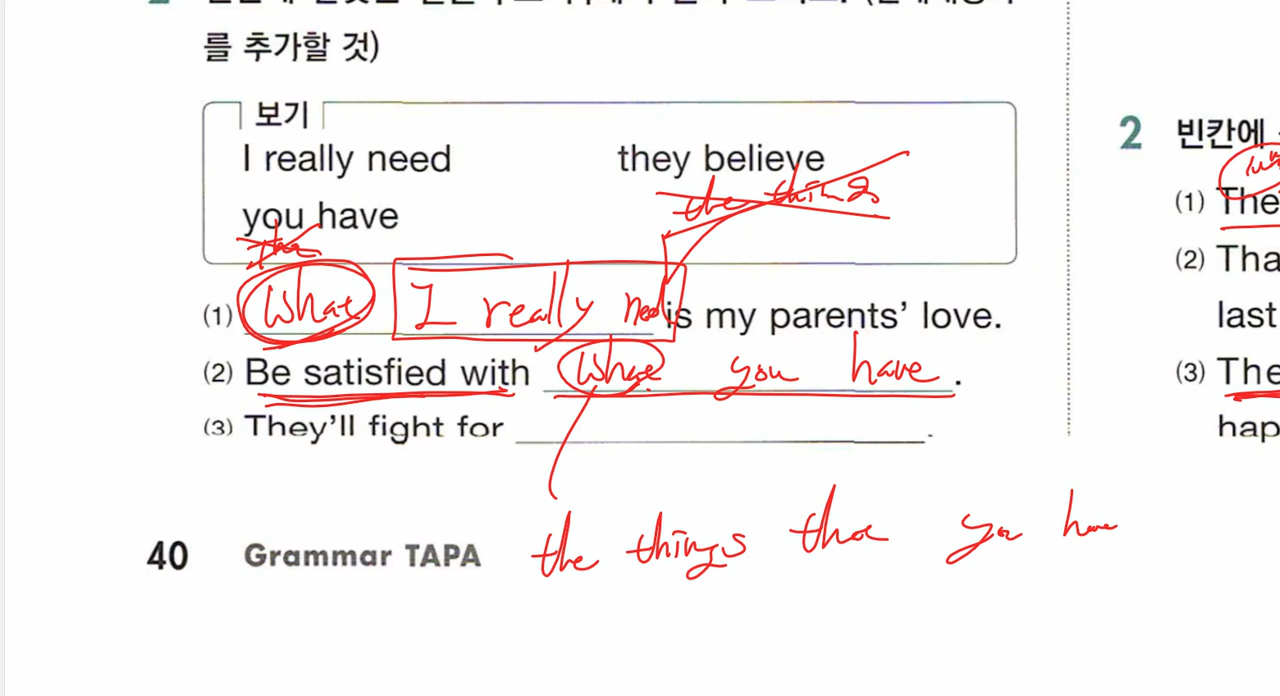 를 추가할 것)
보기
I really need they believe
the things
you have
the
(1) What I really need is my parents' love.
(2) Be satisfied with What you have.
(3) They'll fight for
the things that you have
40 Grammar TAPA
2 빈칸에
(1) The
(2) Tha
last
(3) The
hap